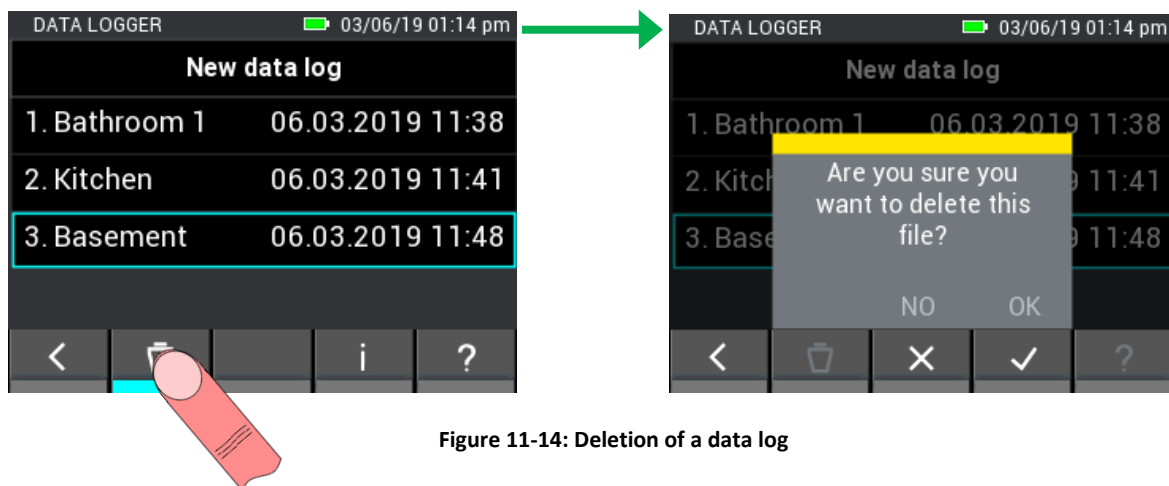 DATA LOGGER 03/06/19 01:14 pm
New data log
1. Bathroom 1 06.03.2019 11:38
2. Kitchen 06.03.2019 11:41
3. Basement 06.03.2019 11:48
i ?
DATA LOGGER 03/06/19 01:14 pm
New data log
1. Bathroom 1 06.03.2019 11:38
2. Kitch 11:41
3. Base 9 11:48
Are you sure you
want to delete this
file?
NO OK
?
Figure 11-14: Deletion of a data log